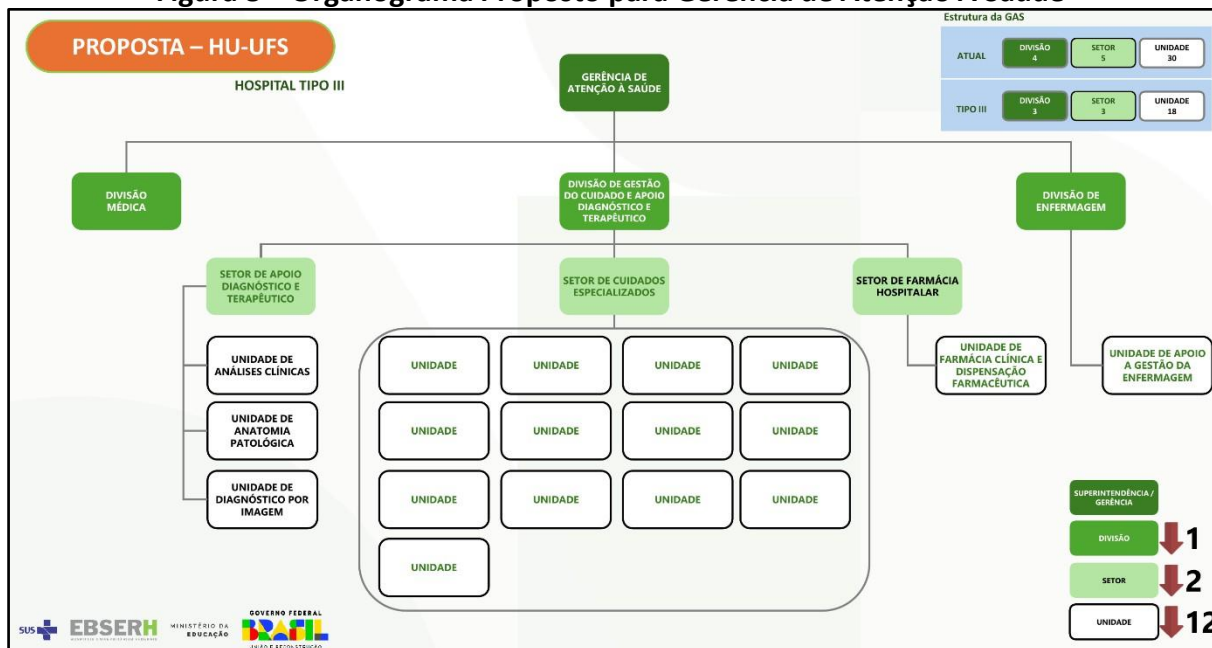 Figura 3 – Organograma Proposto para Gerência de Atenção à Saúde
PROPOSTA – HU-UFS
HOSPITAL TIPO III
Estrutura da GAS
ATUAL
DIVISÃO
4
SETOR
5
UNIDADE
30
TIPO III
DIVISÃO
3
SETOR
3
UNIDADE
18
GERÊNCIA DE
ATENÇÃO À SAÚDE
DIVISÃO
MÉDICA
DIVISÃO DE GESTÃO
DO CUIDADO E APOIO
DIAGNÓSTICO E
TERAPÊUTICO
DIVISÃO DE
ENFERMAGEM
SETOR DE APOIO
DIAGNÓSTICO E
TERAPÊUTICO
SETOR DE CUIDADOS
ESPECIALIZADOS
SETOR DE FARMÁCIA
HOSPITALAR
UNIDADE DE
ANÁLISES CLÍNICAS
UNIDADE DE
ANATOMIA
PATOLÓGICA
UNIDADE DE
DIAGNÓSTICO POR
IMAGEM
UNIDADE
UNIDADE
UNIDADE
UNIDADE
UNIDADE
UNIDADE
UNIDADE
UNIDADE
UNIDADE
UNIDADE
UNIDADE
UNIDADE
UNIDADE
UNIDADE DE
FARMÁCIA CLÍNICA E
DISPENSAÇÃO
FARMACÊUTICA
UNIDADE DE APOIO
A GESTÃO DA
ENFERMAGEM
SUPERINTENDÊNCIA /
GERÊNCIA
DIVISÃO
1
SETOR
2
UNIDADE
12
SUS
EBSERH
MINISTÉRIO DA
EDUCAÇÃO
GOVERNO FEDERAL
BRASIL
UNIÃO E RECONSTRUÇÃO